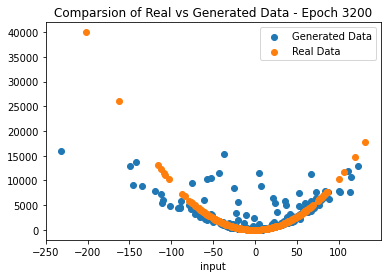 Comparsion of Real vs Generated Data - Epoch 3200
Generated Data
Real Data
40000
35000
30000
25000
20000
15000
10000
5000
0
−250 −200 −150 −100 −50 0 50 100
input